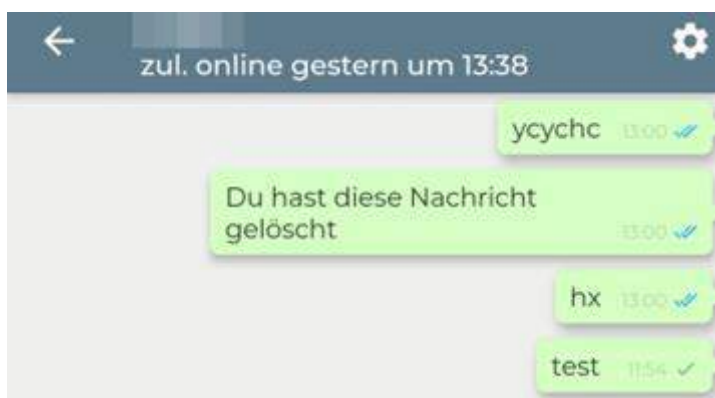 zul. online gestern um 13:38
ycychc 13:00
Du hast diese Nachricht
gelöscht 13:00
hx 13:00
test 11:54